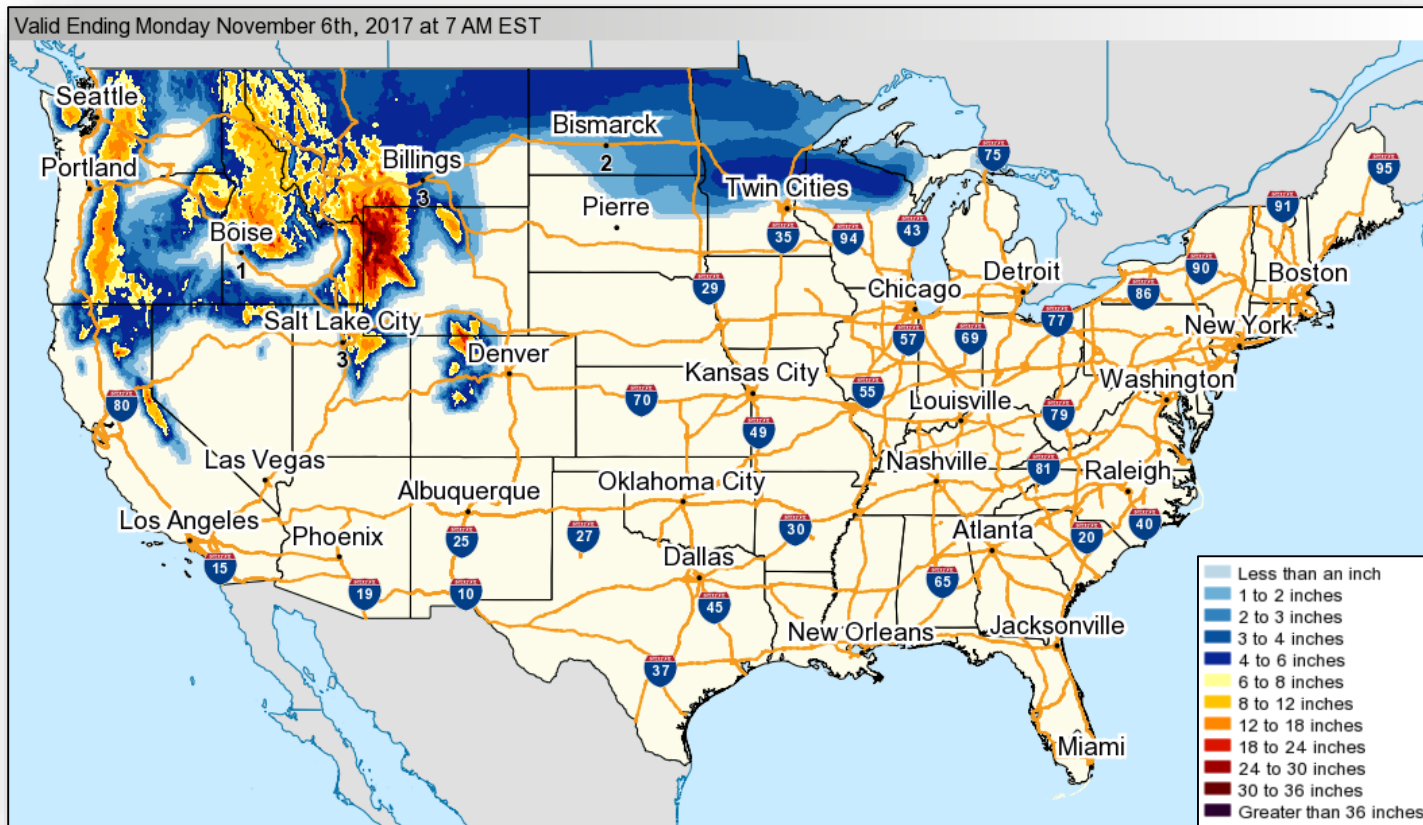 Valid Ending Monday November 6th, 2017 at 7 AM EST
Seattle
Bismarck
2
75
95
Portland
Billings
3
Twin Cities
Pierre
91
Boise
1
35
94
43
90
Boston
29
Detroit
86
Chicago
Salt Lake City
3
77
New York
57
69
Denver
Kansas City
Washington
80
70
55
Louisville
79
49
Las Vegas
Nashville
81
Raleigh
Albuquerque
Oklahoma City
Los Angeles
Phoenix
25
27
30
Atlanta
20
40
15
Dallas
19
10
45
65
New Orleans
Jacksonville
37
Miami
Less than an inch
1 to 2 inches
2 to 3 inches
3 to 4 inches
4 to 6 inches
6 to 8 inches
8 to 12 inches
12 to 18 inches
18 to 24 inches
24 to 30 inches
30 to 36 inches
Greater than 36 inches